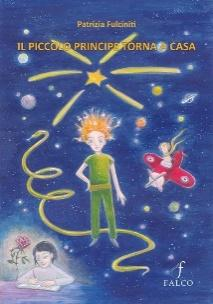 Patrizia Fulciniti
IL PICCOLO PRINCIPE TORNA A CASA
f
FALCO